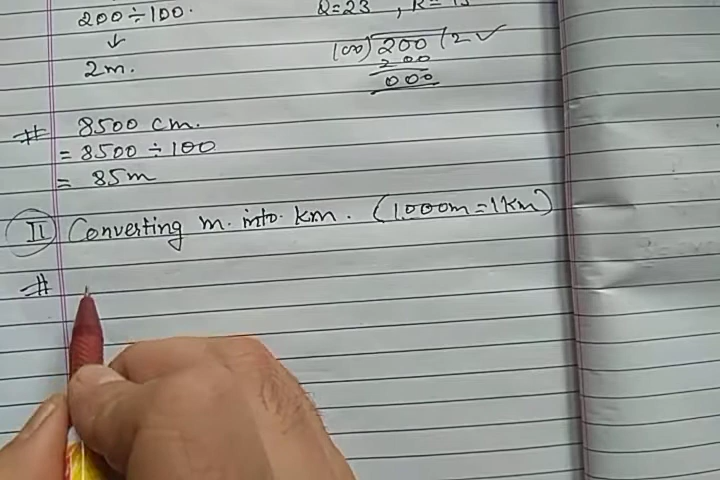 200÷100.
↓
2m.
100)200(2✓
200
000
# 8500 cm.
= 8500÷100
= 85m
II Converting m. into km. (1000m=1km)
#